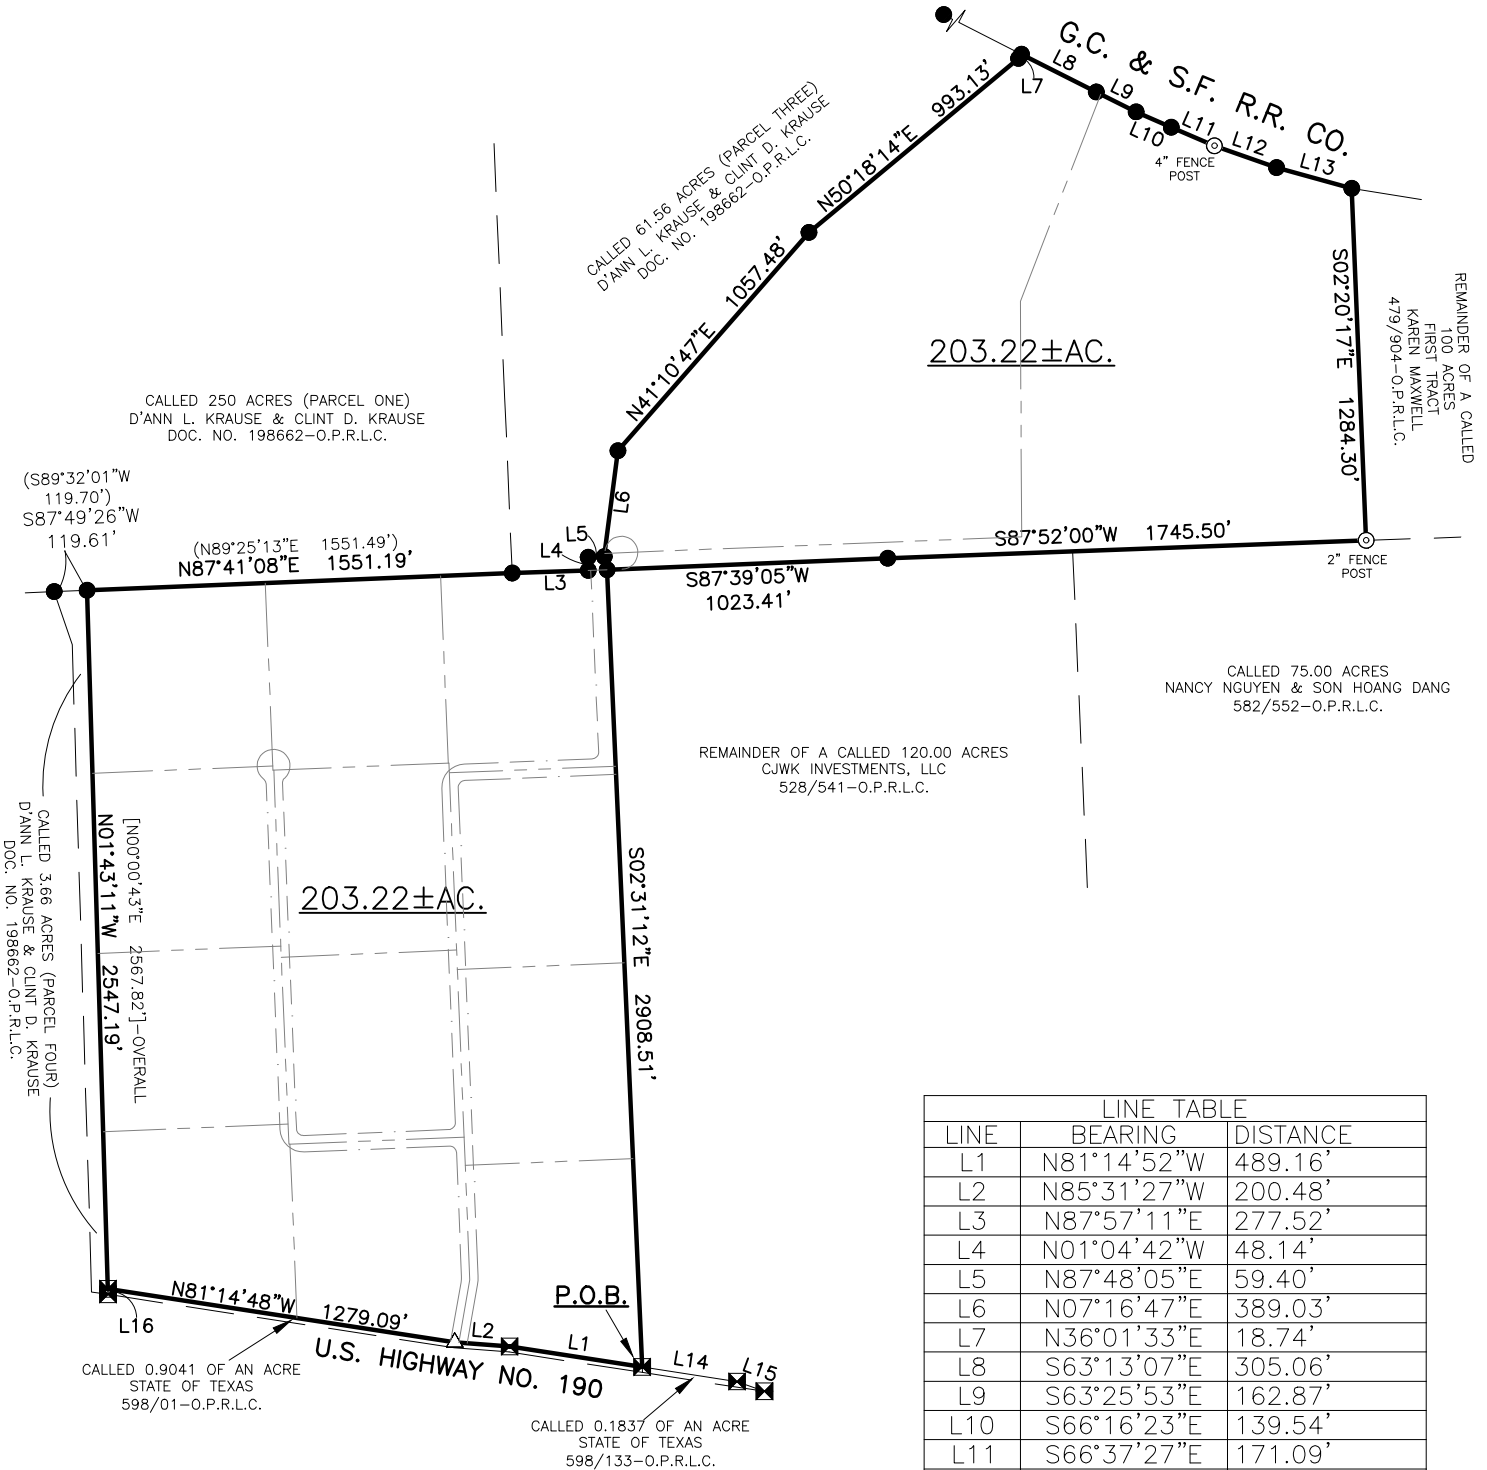 G.C. & S.F. R.R. CO.
L7
L8
L9
L10
L11
L12
L13
4" FENCE
POST
N50°18'14"E 993.13'
CALLED 61.56 ACRES (PARCEL THREE)
D'ANN L. KRAUSE & CLINT D. KRAUSE
DOC. NO. 198662-O.P.R.L.C.
N41°10'47"E 1057.48'
203.22±AC.
S02°20'17"E 1284.30'
REMAINDER OF A CALLED
100 ACRES
FIRST TRACT
KAREN MAXWELL
479/904-O.P.R.L.C.
CALLED 250 ACRES (PARCEL ONE)
D'ANN L. KRAUSE & CLINT D. KRAUSE
DOC. NO. 198662-O.P.R.L.C.
(S89°32'01"W
119.70')
S87°49'26"W
119.61'
(N89°25'13"E 1551.49')
N87°41'08"E 1551.19'
L6
L5
L4
L3
S87°39'05"W
1023.41'
S87°52'00"W 1745.50'
2" FENCE
POST
CALLED 75.00 ACRES
NANCY NGUYEN & SON HOANG DANG
582/552-O.P.R.L.C.
REMAINDER OF A CALLED 120.00 ACRES
CJWK INVESTMENTS, LLC
528/541-O.P.R.L.C.
CALLED 3.66 ACRES (PARCEL FOUR)
D'ANN L. KRAUSE & CLINT D. KRAUSE
DOC. NO. 198662-O.P.R.L.C.
N01°43'11"W 2547.19'
[N00°00'43"E 2567.82']-OVERALL
203.22±AC.
S02°31'12"E 2908.51'
L16
N81°14'48"W 1279.09'
L2
L1
P.O.B.
L14
L15
U.S. HIGHWAY NO. 190
CALLED 0.9041 OF AN ACRE
STATE OF TEXAS
598/01-O.P.R.L.C.
CALLED 0.1837 OF AN ACRE
STATE OF TEXAS
598/133-O.P.R.L.C.
LINE TABLE
LINE BEARING DISTANCE
L1 N81°14'52"W 489.16'
L2 N85°31'27"W 200.48'
L3 N87°57'11"E 277.52'
L4 N01°04'42"W 48.14'
L5 N87°48'05"E 59.40'
L6 N07°16'47"E 389.03'
L7 N36°01'33"E 18.74'
L8 S63°13'07"E 305.06'
L9 S63°25'53"E 162.87'
L10 S66°16'23"E 139.54'
L11 S66°37'27"E 171.09'